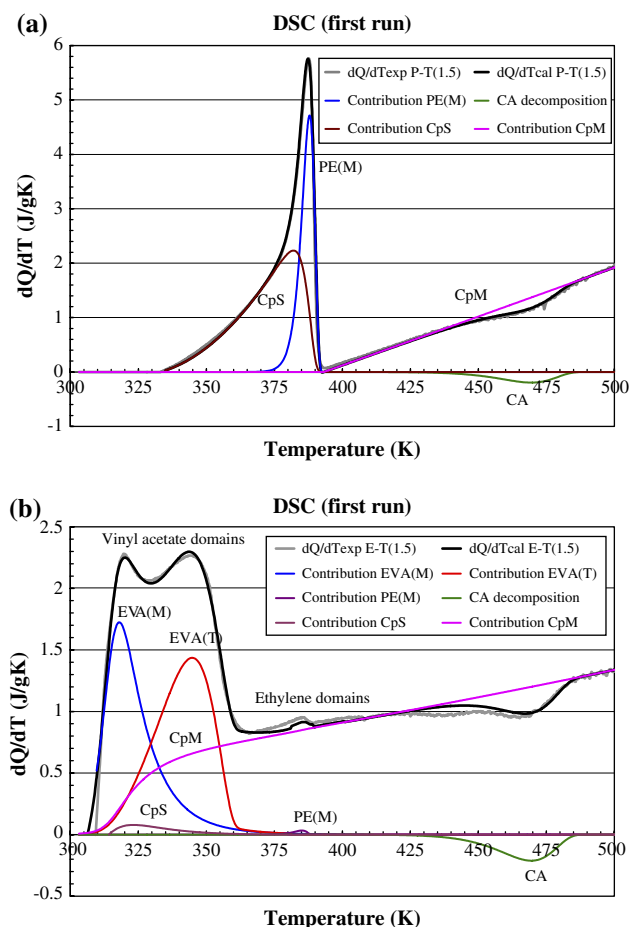 (a)
DSC (first run)
6
5
4
3
2
1
0
-1
dQ/dT (J/gK)
dQ/dTexp P-T(1.5)
dQ/dTcal P-T(1.5)
Contribution PE(M)
CA decomposition
Contribution CpS
Contribution CpM
PE(M)
CpS
CpM
CA
300
325
350
375
400
425
450
475
500
Temperature (K)
(b)
DSC (first run)
2.5
2
1.5
1
0.5
0
-0.5
dQ/dT (J/gK)
Vinyl acetate domains
dQ/dTexp E-T(1.5)
dQ/dTcal E-T(1.5)
Contribution EVA(M)
Contribution EVA(T)
Contribution PE(M)
CA decomposition
Contribution CpS
Contribution CpM
EVA(M)
EVA(T)
Ethylene domains
CpM
CpS
PE(M)
CA
300
325
350
375
400
425
450
475
500
Temperature (K)